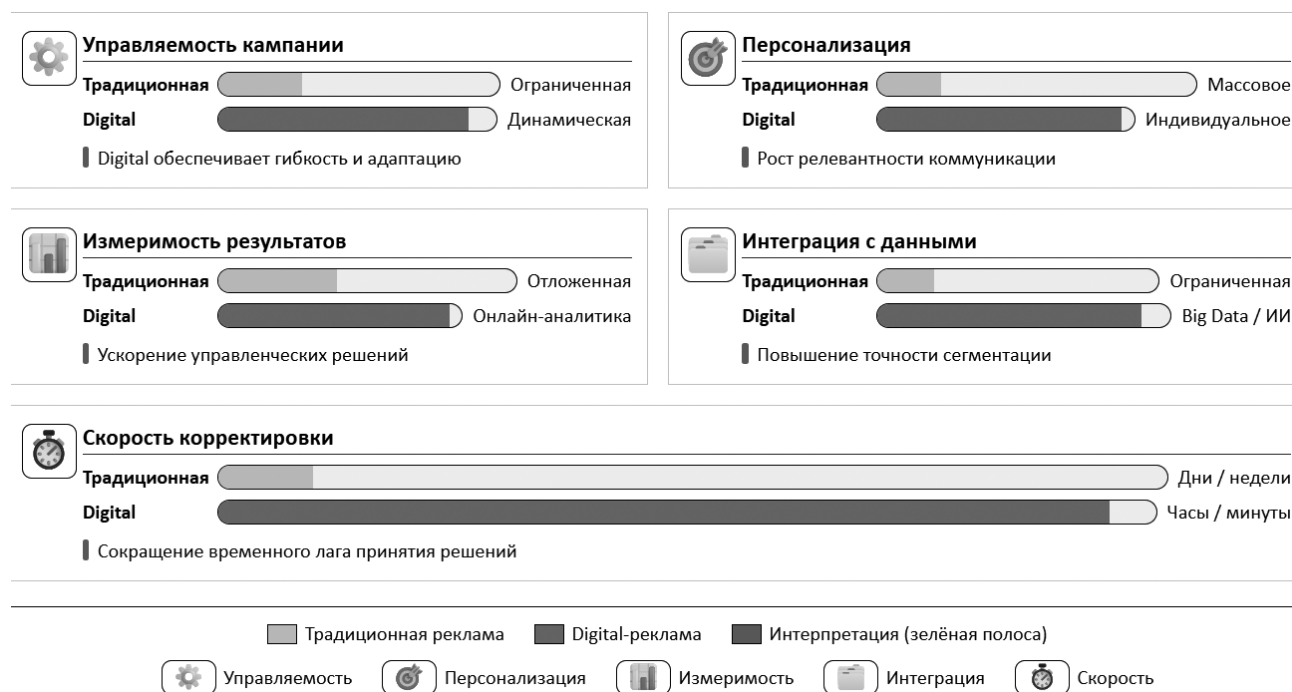 Управляемость кампании
Традиционная Ограниченная
Digital Динамическая
Digital обеспечивает гибкость и адаптацию
Персонализация
Традиционная Массовое
Digital Индивидуальное
Рост релевантности коммуникации
Измеримость результатов
Традиционная Отложенная
Digital Онлайн-аналитика
Ускорение управленческих решений
Интеграция с данными
Традиционная Ограниченная
Digital Big Data / ИИ
Повышение точности сегментации
Скорость корректировки
Традиционная Дни / недели
Digital Часы / минуты
Сокращение временного лага принятия решений
Традиционная реклама Digital-реклама Интерпретация (зелёная полоса)
Управляемость Персонализация Измеримость Интеграция Скорость